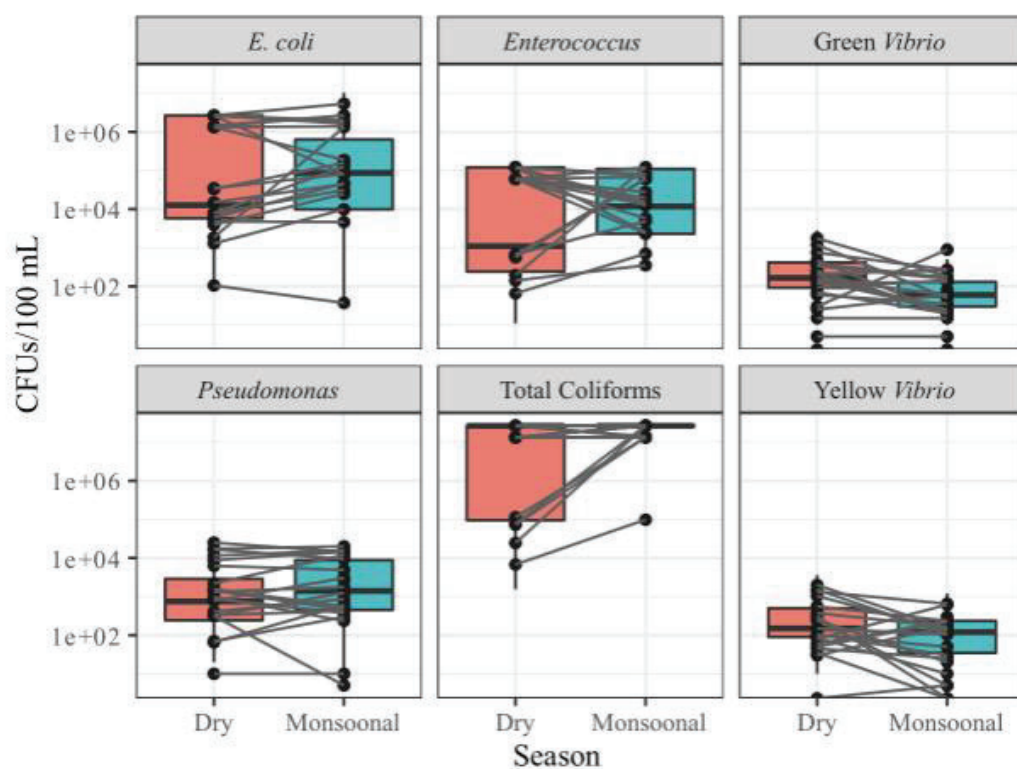 E. coli
Enterococcus
Green Vibrio
1e+06
1e+04
1e+02
CFUs/100 mL
Pseudomonas
Total Coliforms
Yellow Vibrio
1e+06
1e+04
1e+02
Dry
Monsoonal
Dry
Monsoonal
Dry
Monsoonal
Season